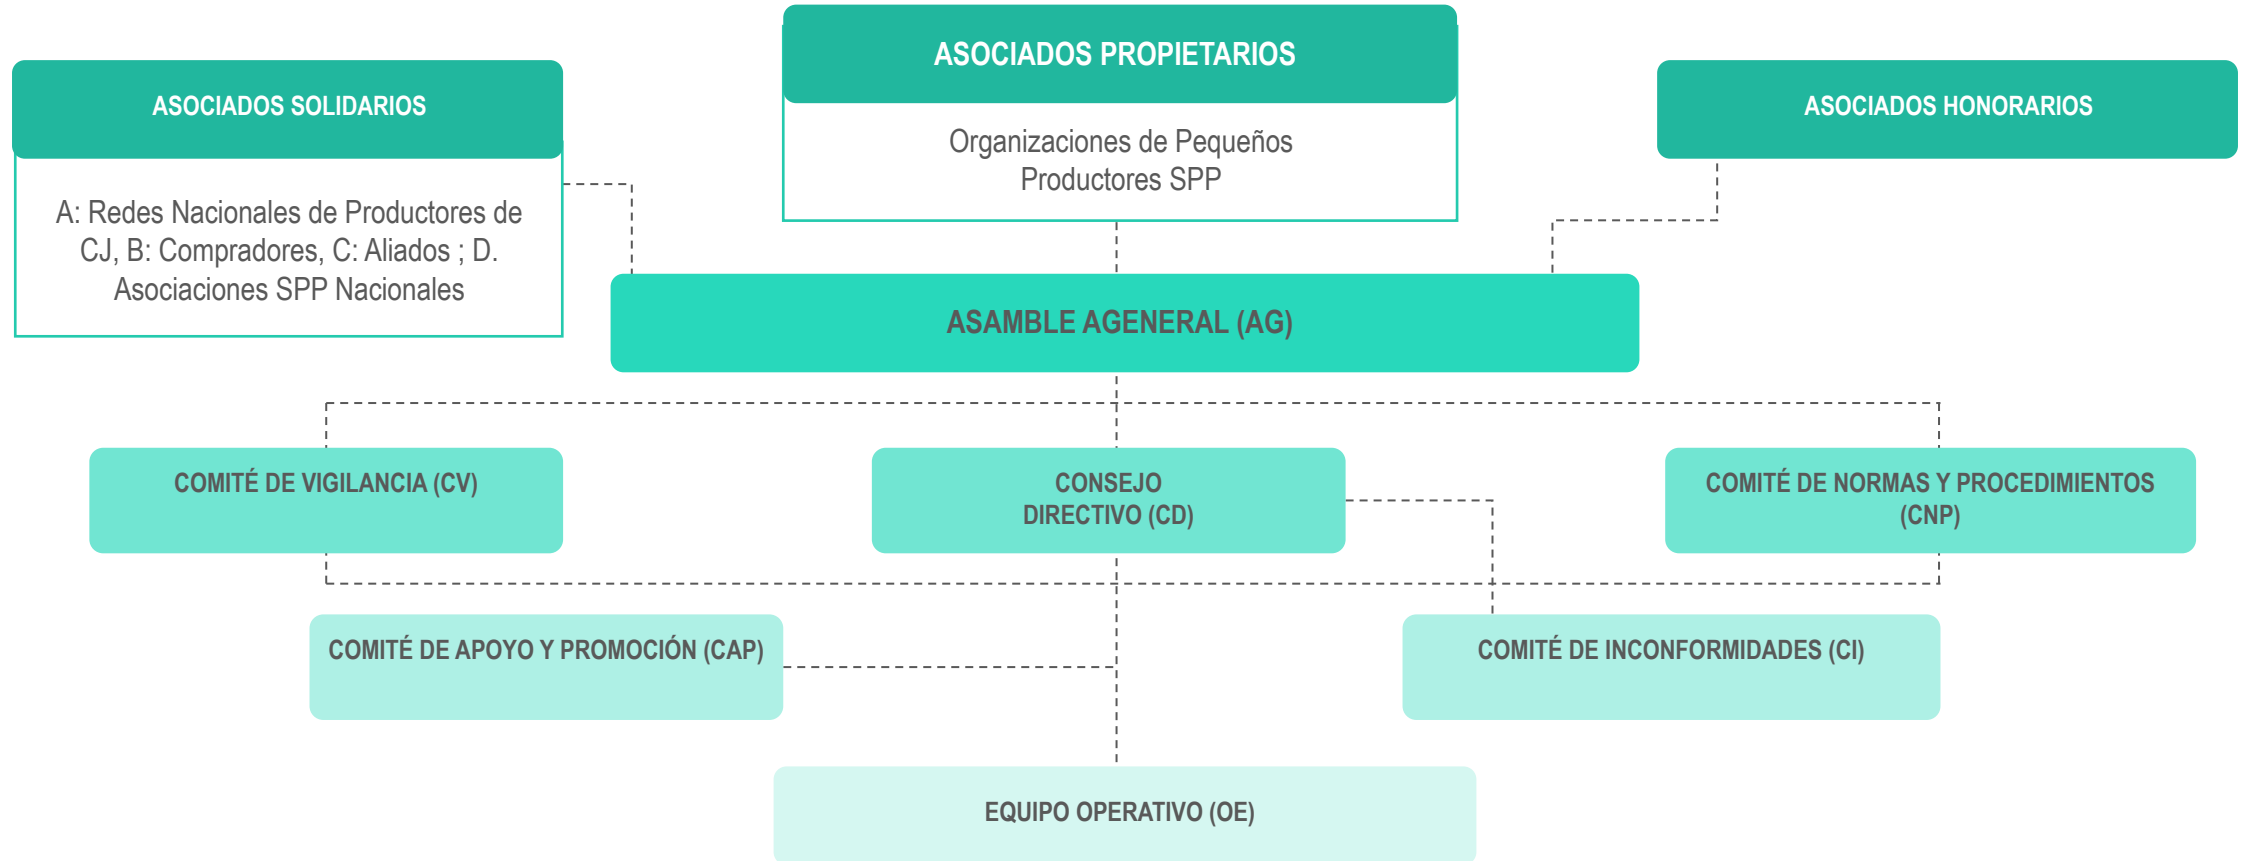 ASOCIADOS PROPIETARIOS
Organizaciones de Pequeños
Productores SPP
ASOCIADOS SOLIDARIOS
A: Redes Nacionales de Productores de
CJ, B: Compradores, C: Aliados ; D.
Asociaciones SPP Nacionales
ASOCIADOS HONORARIOS
ASAMBLE AGENERAL (AG)
COMITÉ DE VIGILANCIA (CV)
CONSEJO
DIRECTIVO (CD)
COMITÉ DE NORMAS Y PROCEDIMIENTOS
(CNP)
COMITÉ DE APOYO Y PROMOCIÓN (CAP)
COMITÉ DE INCONFORMIDADES (CI)
EQUIPO OPERATIVO (OE)